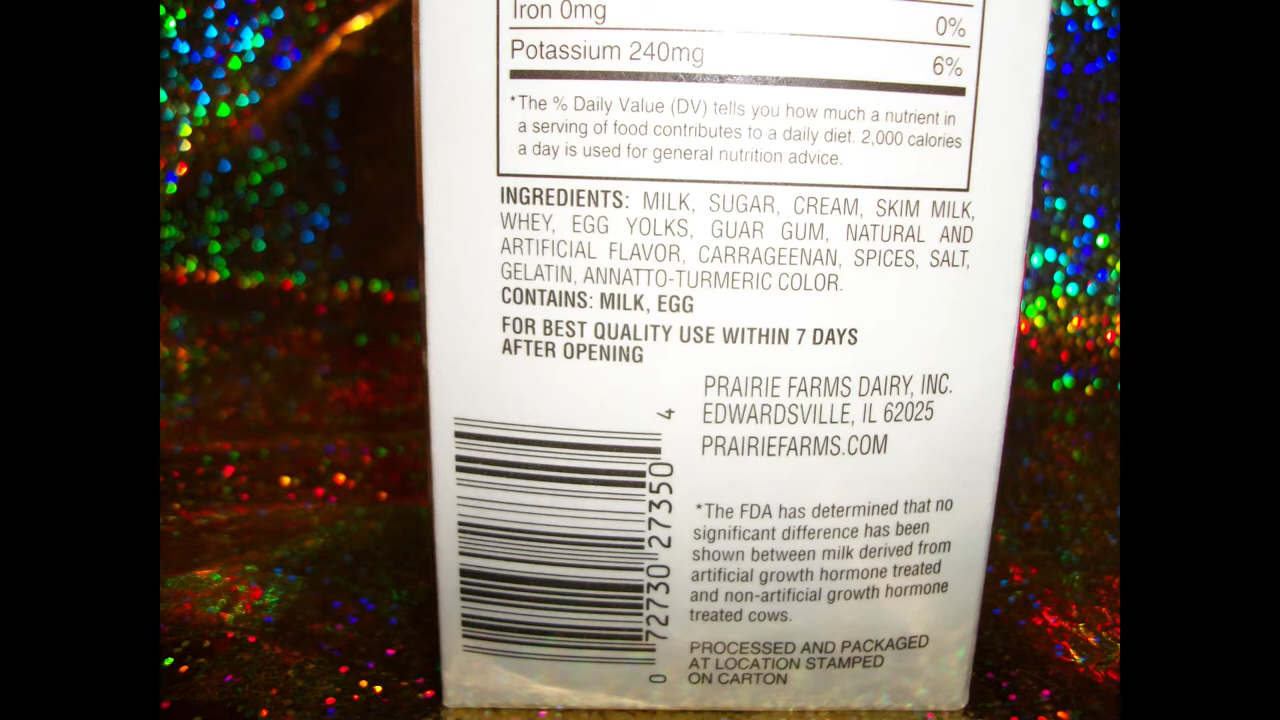 Iron 0mg 0%
Potassium 240mg 6%
*The % Daily Value (DV) tells you how much a nutrient in
a serving of food contributes to a daily diet. 2,000 calories
a day is used for general nutrition advice.
INGREDIENTS: MILK, SUGAR, CREAM, SKIM MILK,
WHEY, EGG YOLKS, GUAR GUM, NATURAL AND
ARTIFICIAL FLAVOR, CARRAGEENAN, SPICES, SALT,
GELATIN, ANNATTO-TURMERIC COLOR.
CONTAINS: MILK, EGG
FOR BEST QUALITY USE WITHIN 7 DAYS
AFTER OPENING
PRAIRIE FARMS DAIRY, INC.
EDWARDSVILLE, IL 62025
PRAIRIEFARMS.COM
0 72730 27350 4
*The FDA has determined that no
significant difference has been
shown between milk derived from
artificial growth hormone treated
and non-artificial growth hormone
treated cows.
PROCESSED AND PACKAGED
AT LOCATION STAMPED
ON CARTON